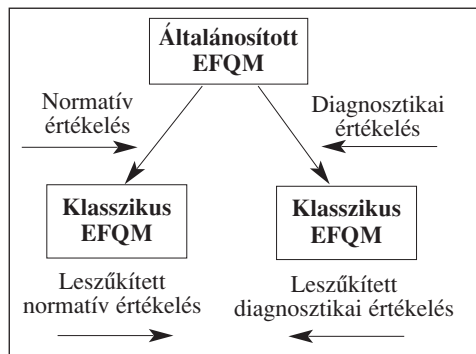 Általánosított
EFQM
Normatív
értékelés
Diagnosztikai
értékelés
Klasszikus
EFQM
Klasszikus
EFQM
Leszűkített
normatív értékelés
Leszűkített
diagnosztikai értékelés